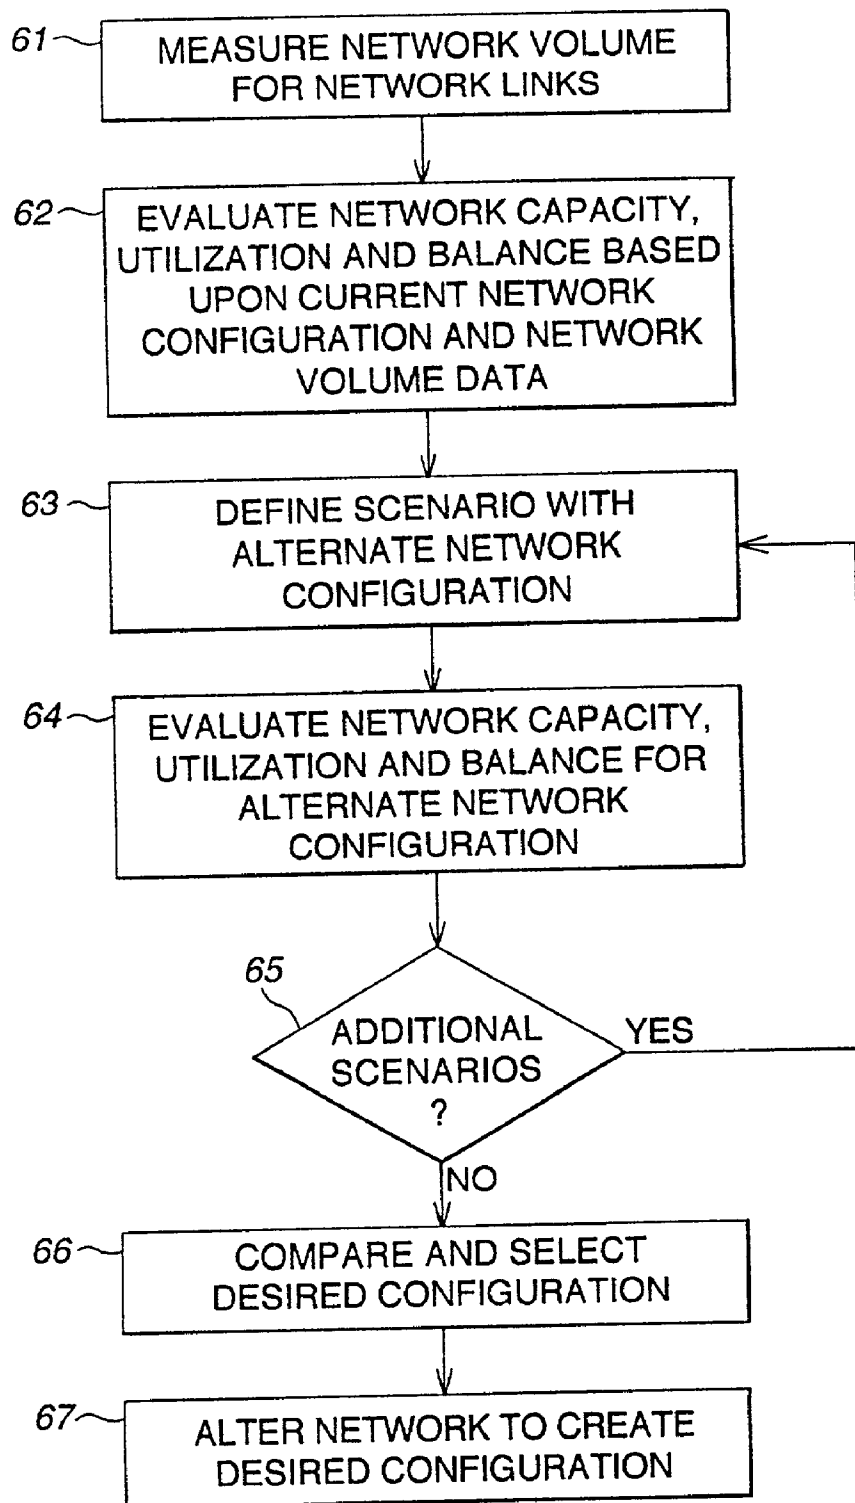 61
MEASURE NETWORK VOLUME
FOR NETWORK LINKS
62
EVALUATE NETWORK CAPACITY,
UTILIZATION AND BALANCE BASED
UPON CURRENT NETWORK
CONFIGURATION AND NETWORK
VOLUME DATA
63
DEFINE SCENARIO WITH
ALTERNATE NETWORK
CONFIGURATION
64
EVALUATE NETWORK CAPACITY,
UTILIZATION AND BALANCE FOR
ALTERNATE NETWORK
CONFIGURATION
65
ADDITIONAL
SCENARIOS
?
YES
NO
66
COMPARE AND SELECT
DESIRED CONFIGURATION
67
ALTER NETWORK TO CREATE
DESIRED CONFIGURATION